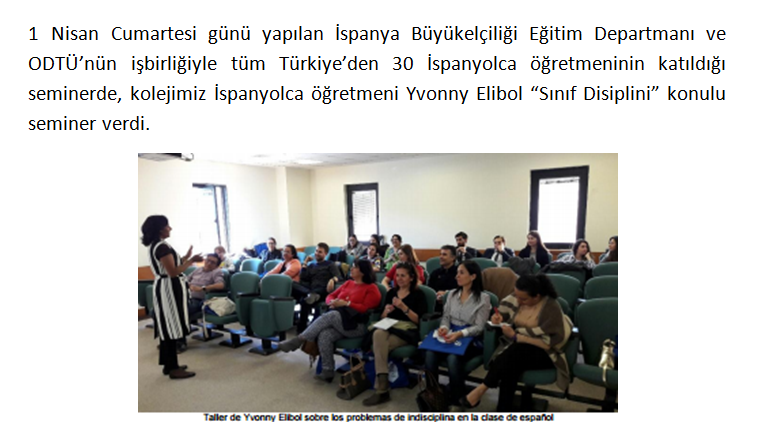 1 Nisan Cumartesi günü yapılan İspanya Büyükelçiliği Eğitim Departmanı ve
ODTÜ’nün işbirliğiyle tüm Türkiye’den 30 İspanyolca öğretmeninin katıldığı
seminerde, kolejimiz İspanyolca öğretmeni Yvonny Elibol “Sınıf Disiplini” konulu
seminer verdi.
Taller de Yvonny Elibol sobre los problemas de indisciplina en la clase de español